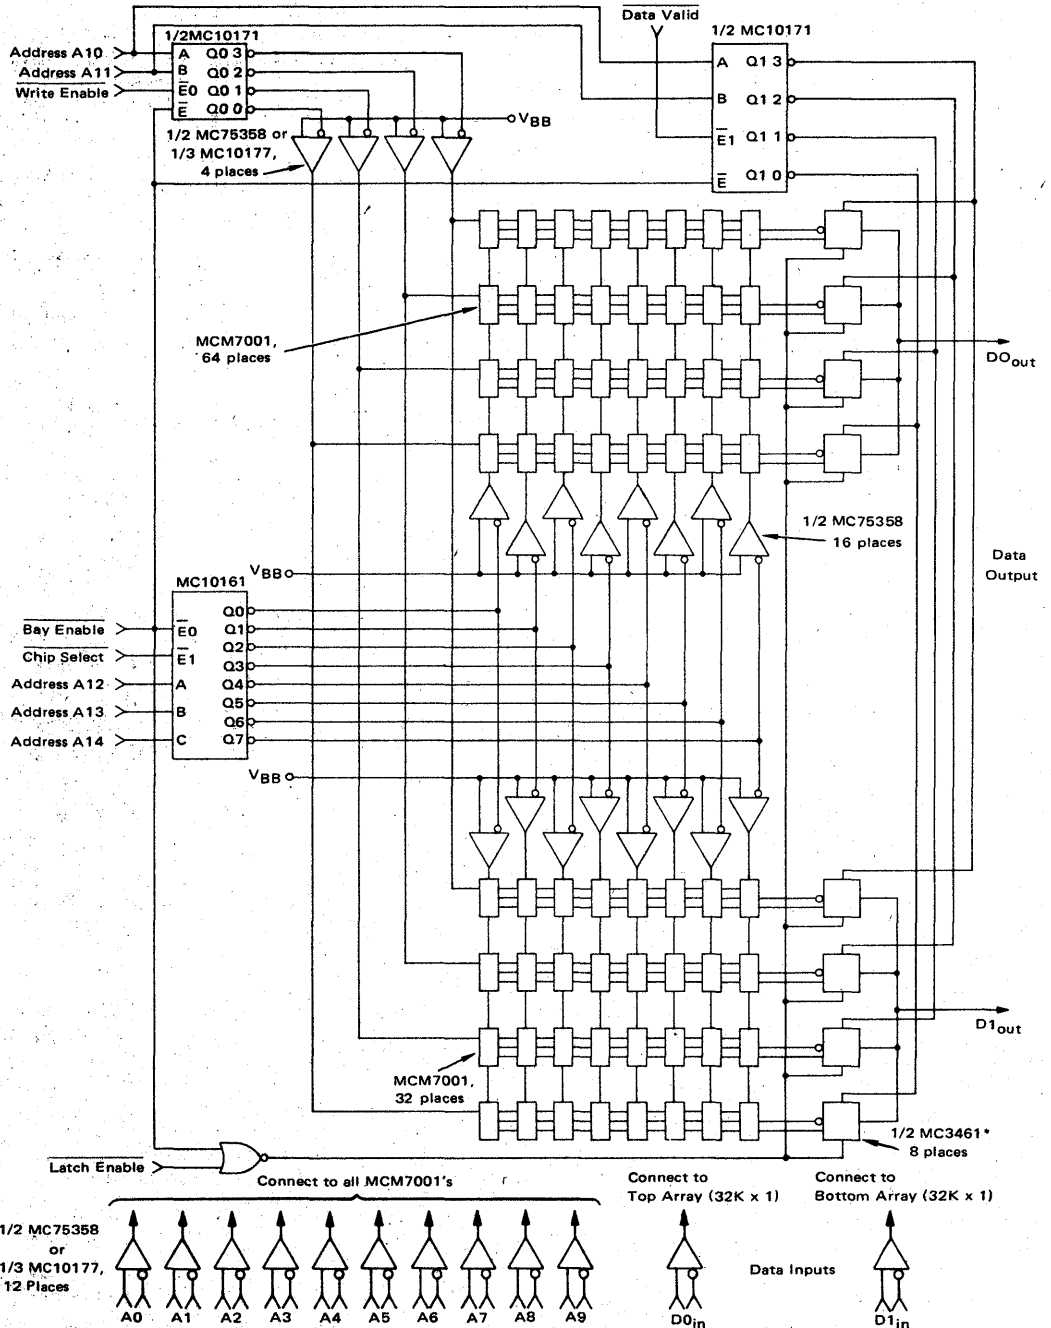 Data Valid
1/2MC10171
1/2 MC10171
Address A10
A
Q0 3
Address A11
B
Q0 2
Write Enable
E0
Q0 1
E
Q0 0
A
Q1 3
B
Q1 2
E1
Q1 1
E
Q1 0
VBB
1/2 MC75358 or
1/3 MC10177,
4 places
MCM7001,
64 places
DOout
1/2 MC75358
16 places
Data
Output
VBB
MC10161
Bay Enable
E0
Chip Select
E1
Address A12
A
Address A13
B
Address A14
C
Q0
Q1
Q2
Q3
Q4
Q5
Q6
Q7
VBB
D1out
MCM7001,
32 places
1/2 MC3461*
8 places
Latch Enable
Connect to all MCM7001's
Connect to
Top Array (32K x 1)
Connect to
Bottom Array (32K x 1)
1/2 MC75358
or
1/3 MC10177,
12 Places
Data Inputs
A0 A1 A2 A3 A4 A5 A6 A7 A8 A9
D0in
D1in